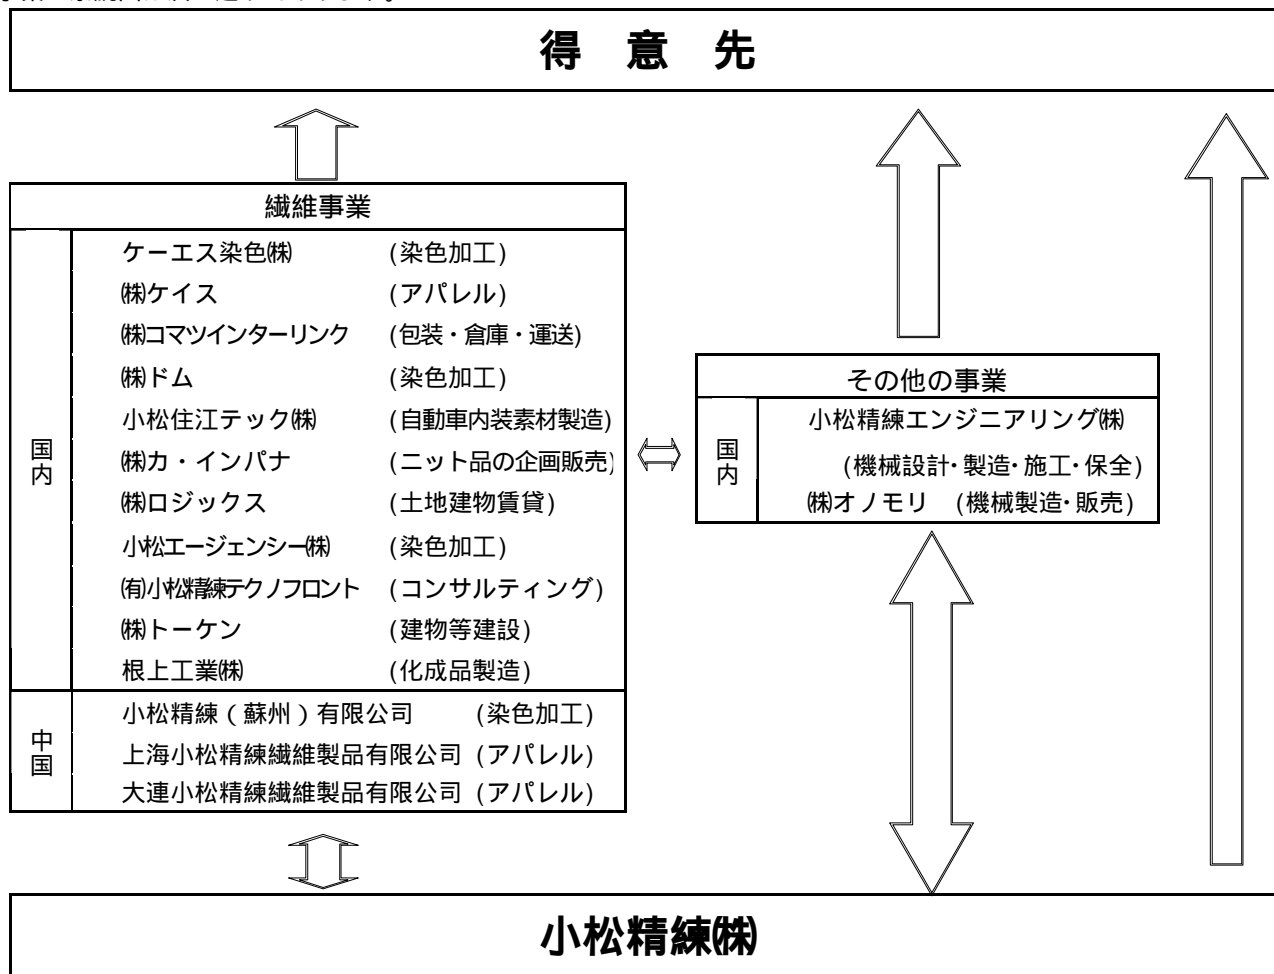 得 意 先
繊維事業
国内
ケーエス染色㈱ (染色加工)
㈱ケイス (アパレル)
㈱コマツインターリンク (包装・倉庫・運送)
㈱ドム (染色加工)
小松住江テック㈱ (自動車内装素材製造)
㈱カ・インパナ (ニット品の企画販売)
㈱ロジックス (土地建物賃貸)
小松エージェンシー㈱ (染色加工)
㈲小松精練テクノフロント (コンサルティング)
㈱トーケン (建物等建設)
根上工業㈱ (化成品製造)
中国
小松精練(蘇州)有限公司 (染色加工)
上海小松精練繊維製品有限公司 (アパレル)
大連小松精練繊維製品有限公司 (アパレル)
その他の事業
国内
小松精練エンジニアリング㈱
(機械設計・製造・施工・保全)
㈱オノモリ (機械製造・販売)
小松精練㈱